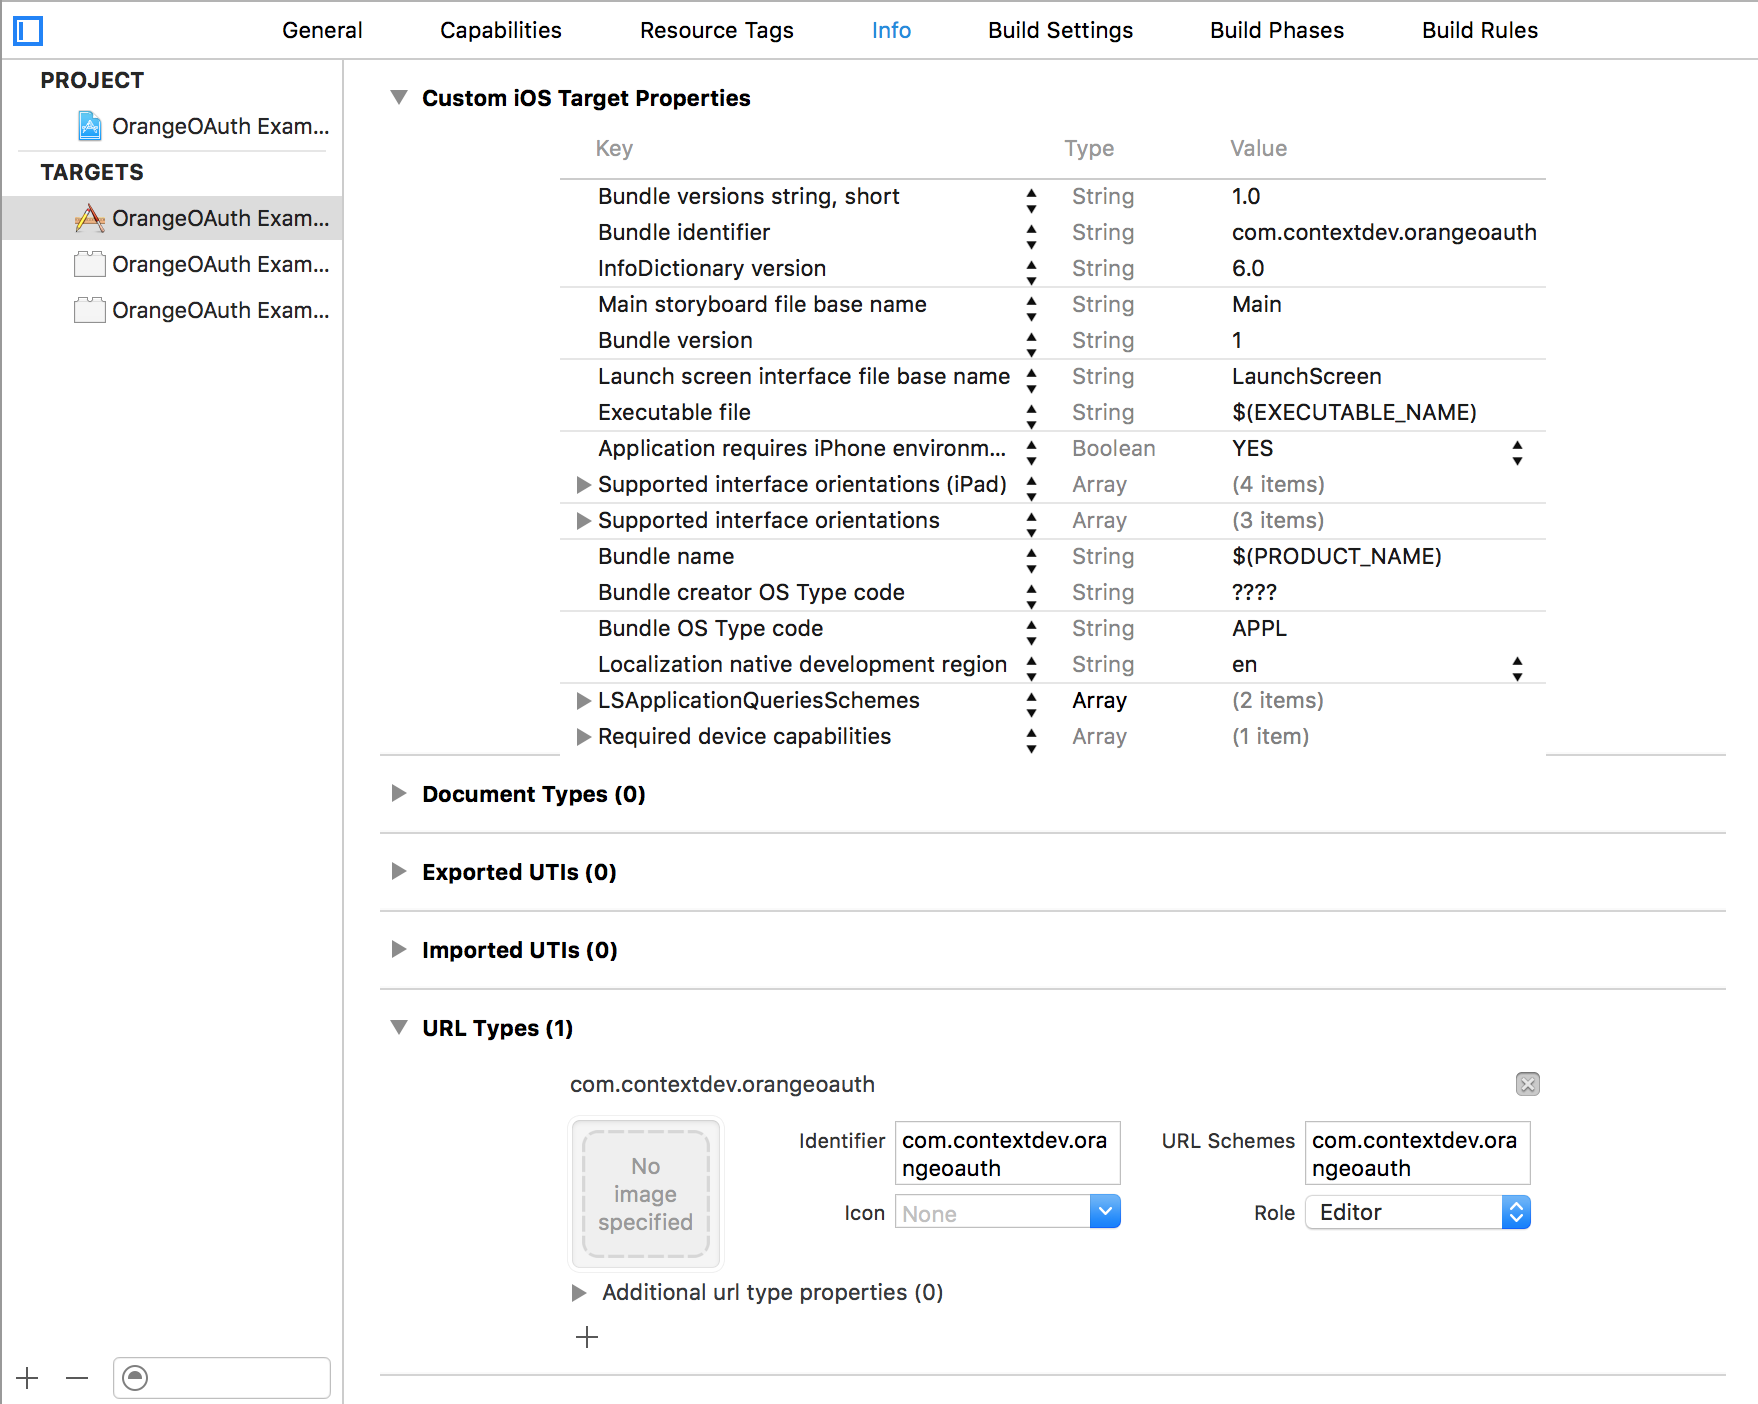 General Capabilities Resource Tags Info Build Settings Build Phases Build Rules
PROJECT
OrangeOAuth Exam...
TARGETS
OrangeOAuth Exam...
OrangeOAuth Exam...
OrangeOAuth Exam...
Custom iOS Target Properties
Key Type Value
Bundle versions string, short String 1.0
Bundle identifier String com.contextdev.orangeoauth
InfoDictionary version String 6.0
Main storyboard file base name String Main
Bundle version String 1
Launch screen interface file base name String LaunchScreen
Executable file String $(EXECUTABLE_NAME)
Application requires iPhone environm... Boolean YES
Supported interface orientations (iPad) Array (4 items)
Supported interface orientations Array (3 items)
Bundle name String $(PRODUCT_NAME)
Bundle creator OS Type code String ????
Bundle OS Type code String APPL
Localization native development region String en
LSApplicationQueriesSchemes Array (2 items)
Required device capabilities Array (1 item)
Document Types (0)
Exported UTIs (0)
Imported UTIs (0)
URL Types (1)
com.contextdev.orangeoauth
No
image
specified
Identifier com.contextdev.ora
ngeoauth
URL Schemes com.contextdev.ora
ngeoauth
Icon None
Role Editor
Additional url type properties (0)